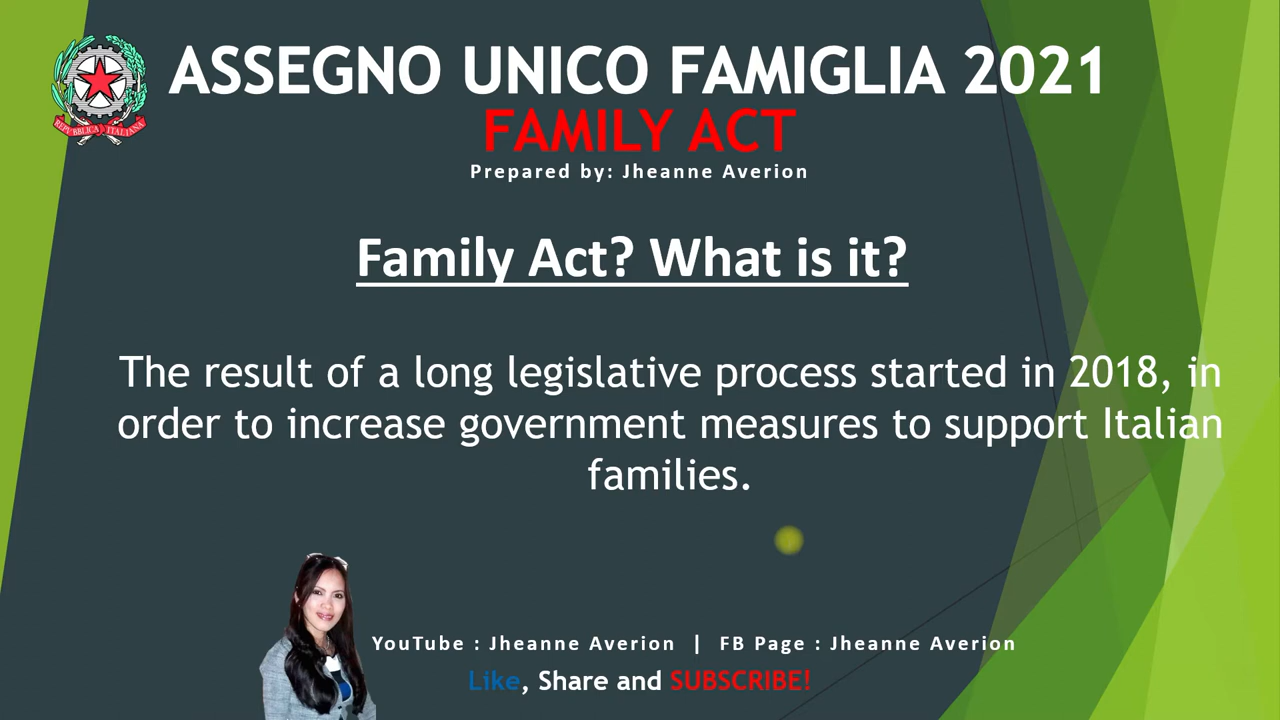 ASSEGNO UNICO FAMIGLIA 2021
FAMILY ACT
Prepared by: Jheanne Averion
REPVBBLICA ITALIANA
Family Act? What is it?
The result of a long legislative process started in 2018, in
order to increase government measures to support Italian
families.
YouTube : Jheanne Averion | FB Page : Jheanne Averion
Like, Share and SUBSCRIBE!